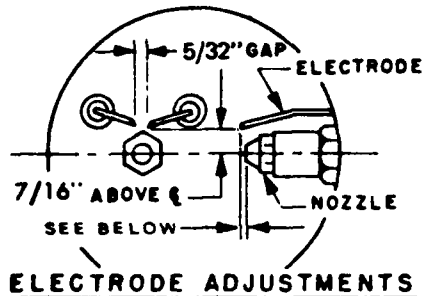 5/32" GAP
ELECTRODE
7/16" ABOVE ℄
NOZZLE
SEE BELOW
ELECTRODE ADJUSTMENTS